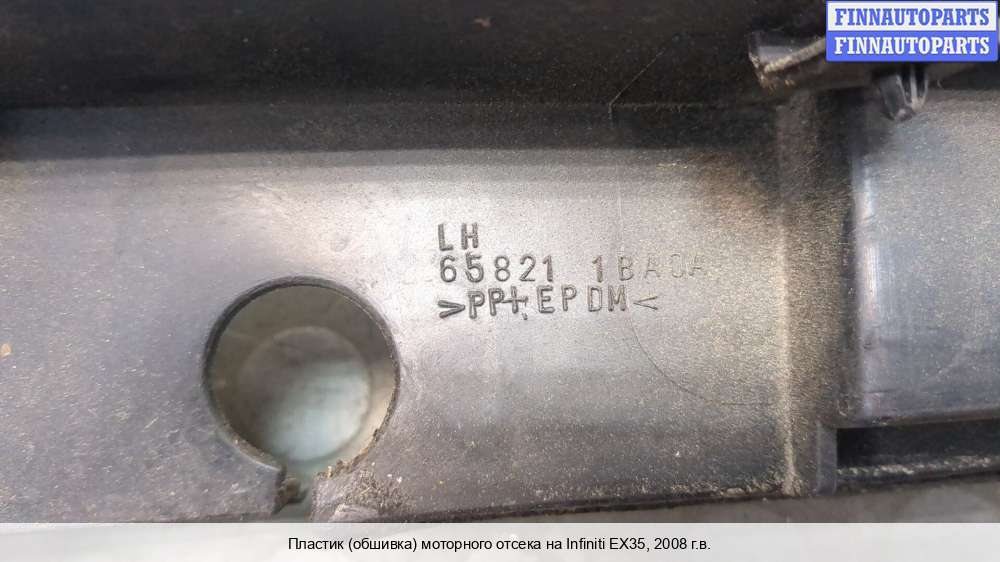 FINNAUTOPARTS
FINNAUTOPARTS
LH
65821 1BA0A
>PP+EPDM<
Пластик (обшивка) моторного отсека на Infiniti EX35, 2008 г.в.